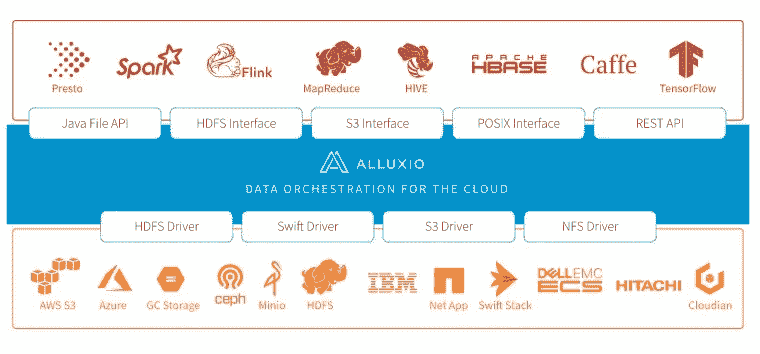 Presto
Spark
Flink
MapReduce
HIVE
APACHE
HBASE
Caffe
TensorFlow
Java File API
HDFS Interface
S3 Interface
POSIX Interface
REST API
ALLUXIO
DATA ORCHESTRATION FOR THE CLOUD
HDFS Driver
Swift Driver
S3 Driver
NFS Driver
AWS S3
Azure
GC Storage
ceph
Minio
HDFS
IBM
Net App
Swift Stack
DELLEMC
ECS
HITACHI
Cloudian